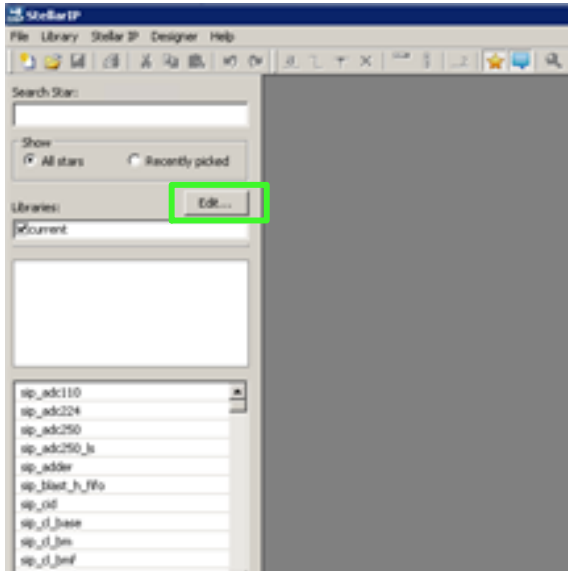 StellarIP
File Library Stellar IP Designer Help
Search Star:
Show
All stars Recently picked
Libraries: Edit...
current
sip_adc110
sip_adc224
sip_adc250
sip_adc250_ls
sip_adder
sip_blast_h_fifo
sip_cid
sip_cl_base
sip_cl_bm
sip_cl_bmf